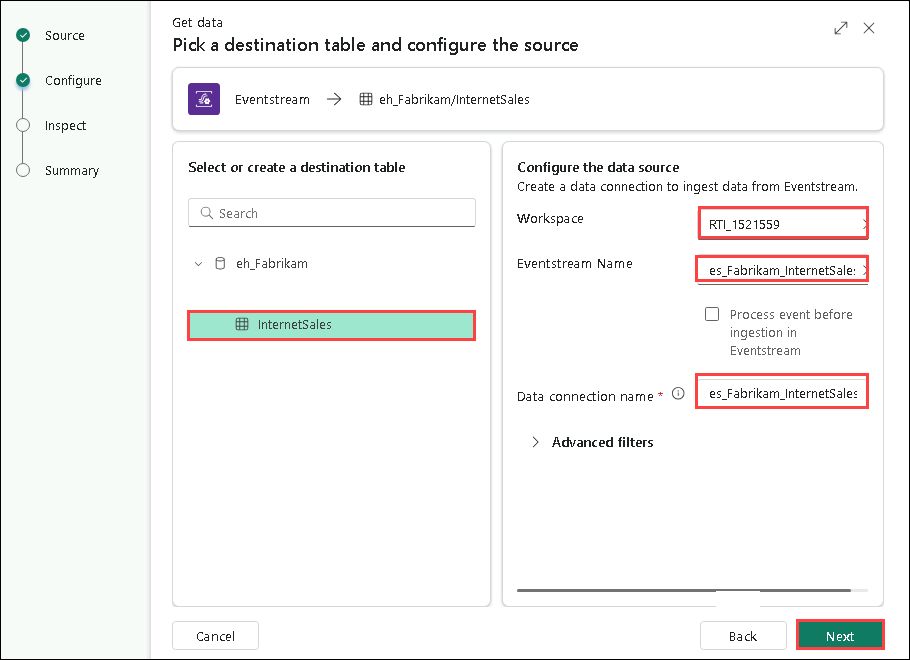 Source
Configure
Inspect
Summary
Get data
Pick a destination table and configure the source
Eventstream
eh_Fabrikam/InternetSales
Select or create a destination table
Search
eh_Fabrikam
InternetSales
Configure the data source
Create a data connection to ingest data from Eventstream.
Workspace
RTI_1521559
Eventstream Name
es_Fabrikam_InternetSales
Process event before
ingestion in
Eventstream
Data connection name *
es_Fabrikam_InternetSales
Advanced filters
Cancel
Back
Next